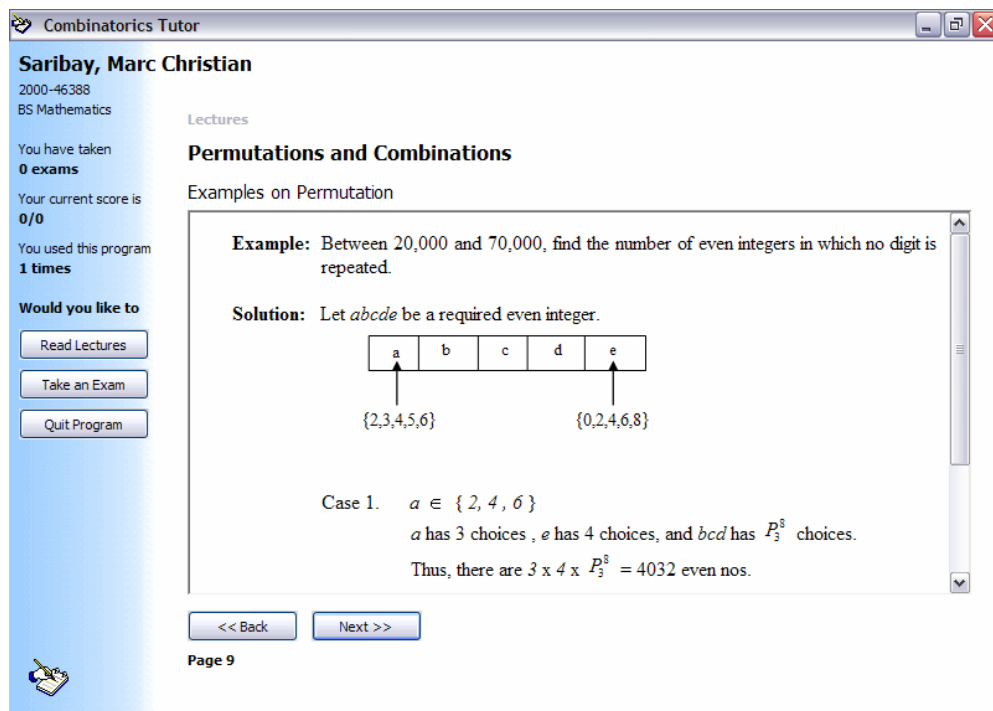 Combinatorics Tutor
Saribay, Marc Christian
2000-46388
BS Mathematics
You have taken
0 exams
Your current score is
0/0
You used this program
1 times
Would you like to
Read Lectures
Take an Exam
Quit Program
Lectures
Permutations and Combinations
Examples on Permutation
Example: Between 20,000 and 70,000, find the number of even integers in which no digit is
repeated.
Solution: Let abcde be a required even integer.
a b c d e
{2,3,4,5,6} {0,2,4,6,8}
Case 1. a ∈ { 2, 4 , 6 }
a has 3 choices , e has 4 choices, and bcd has P₃⁸ choices.
Thus, there are 3 x 4 x P₃⁸ = 4032 even nos.
<< Back Next >>
Page 9